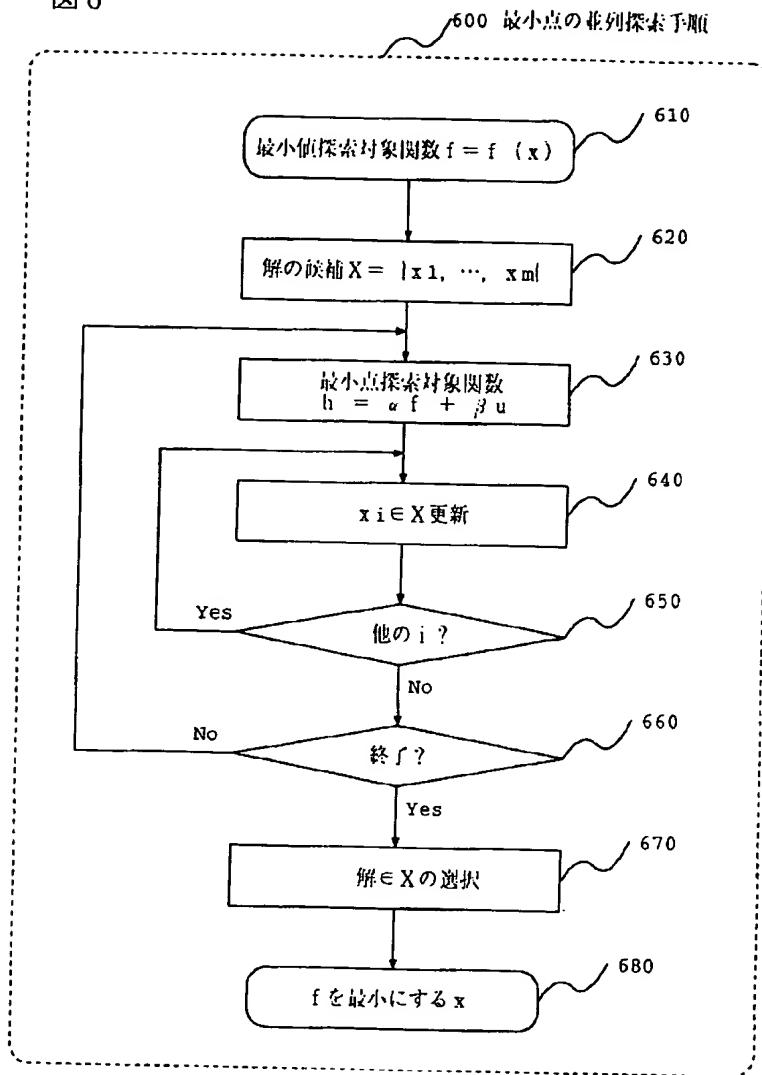 図6
600 最小点の並列探索手順
610
最小値探索対象関数 f = f (x)
620
解の候補 X = {x1, …, xm}
630
最小点探索対象関数
h = α f + β u
640
x i ∈ X 更新
650
Yes
他の i ?
No
660
No
終了?
Yes
670
解∈Xの選択
680
f を最小にする x